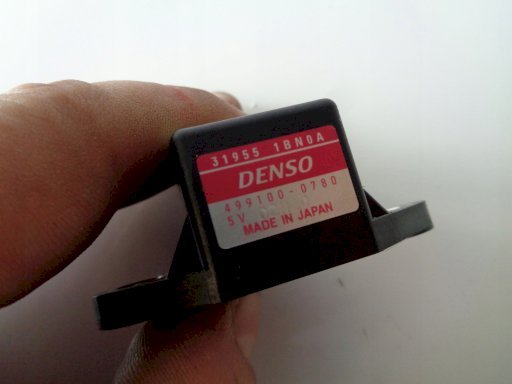 31955 1BN0A
DENSO
499100-0780
5V
MADE IN JAPAN